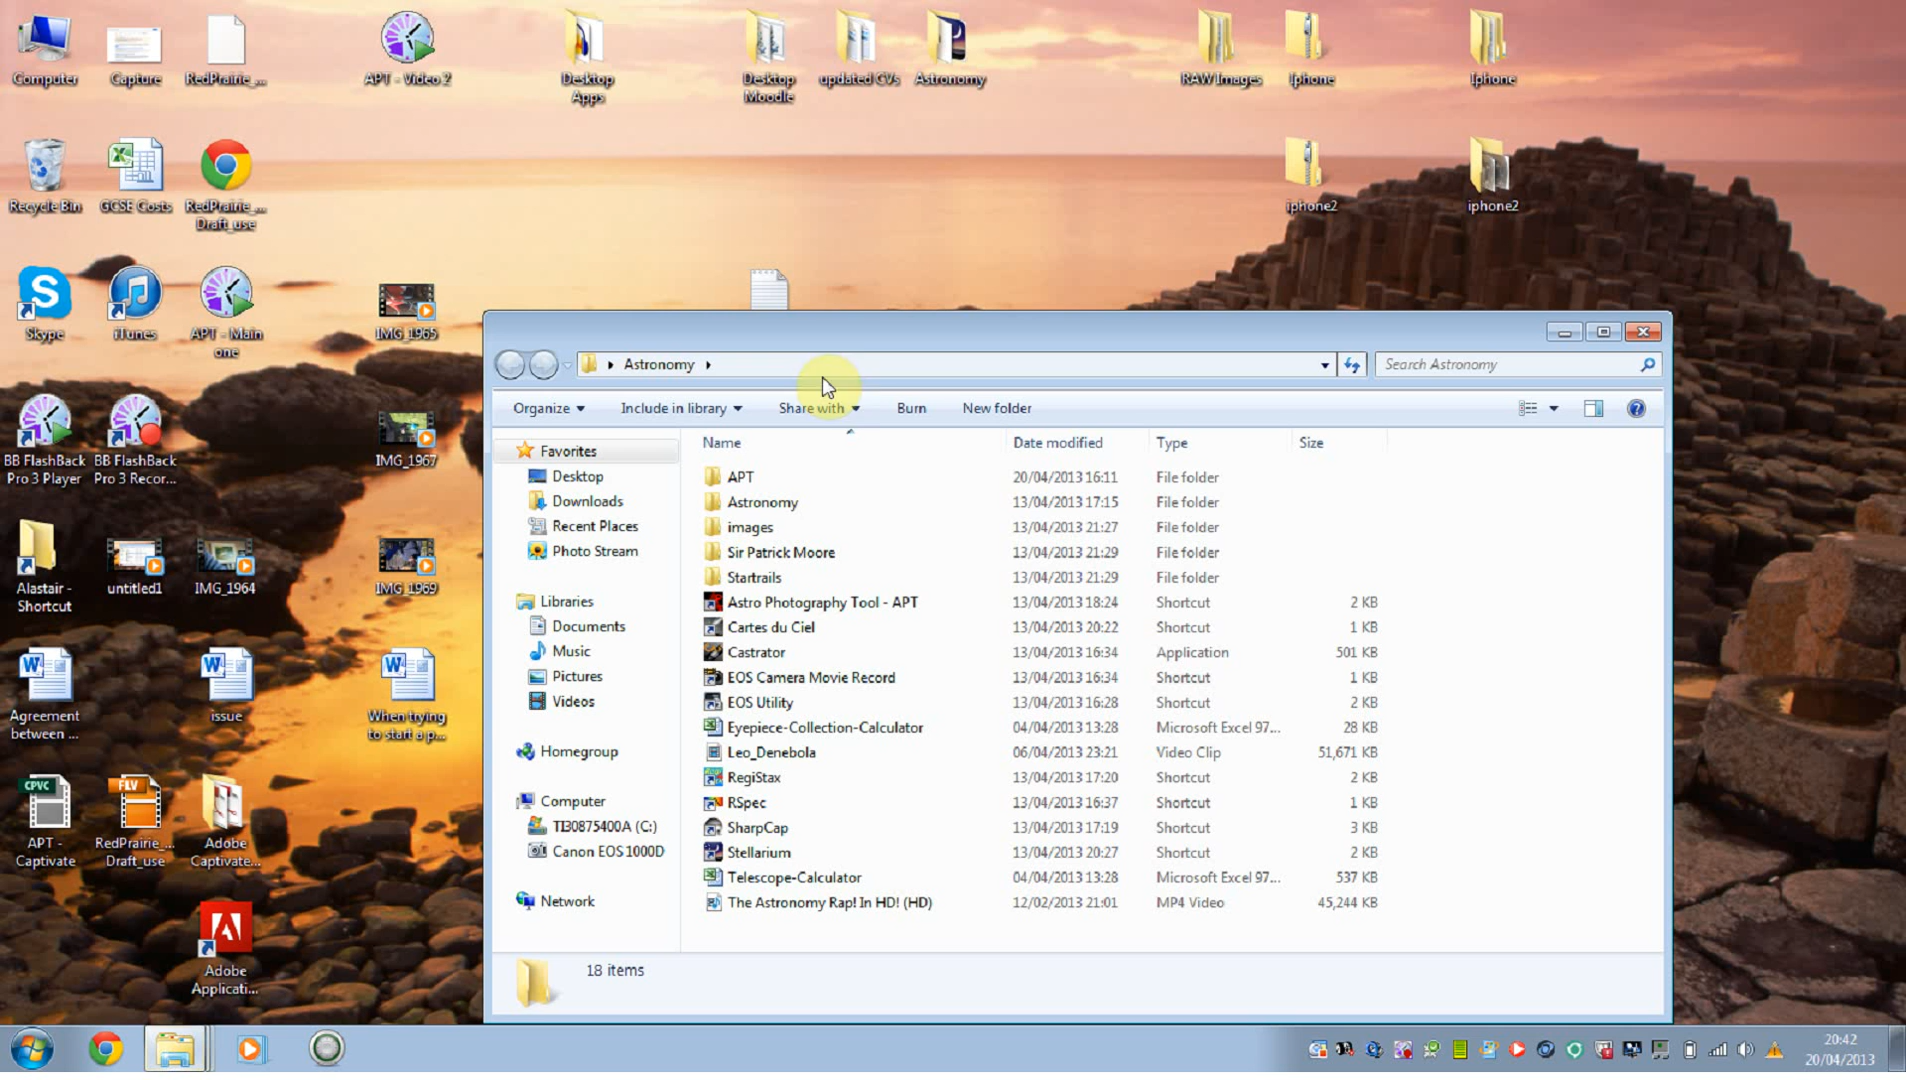 Computer
Capture
RedPrairie_...
APT - Video 2
Desktop
Apps
Desktop
Moodle
updated CVs
Astronomy
RAW Images
Iphone
Iphone
Recycle Bin
GCSE Costs
RedPrairie_...
Draft_use
iphone2
iphone2
Skype
iTunes
APT - Main
one
IMG_1965
BB FlashBack
Pro 3 Player
BB FlashBack
Pro 3 Recor...
IMG_1967
Alastair -
Shortcut
untitled1
IMG_1964
IMG_1969
Agreement
between ...
issue
When trying
to start a p...
CPVC
APT -
Captivate
FLV
RedPrairie_...
Draft_use
Adobe
Captivate...
Adobe
Applicati...
Astronomy
Search Astronomy
Organize
Include in library
Share with
Burn
New folder
Favorites
Desktop
Downloads
Recent Places
Photo Stream
Libraries
Documents
Music
Pictures
Videos
Homegroup
Computer
TI30875400A (C:)
Canon EOS 1000D
Network
Name Date modified Type Size
APT 20/04/2013 16:11 File folder
Astronomy 13/04/2013 17:15 File folder
images 13/04/2013 21:27 File folder
Sir Patrick Moore 13/04/2013 21:29 File folder
Startrails 13/04/2013 21:29 File folder
Astro Photography Tool - APT 13/04/2013 18:24 Shortcut 2 KB
Cartes du Ciel 13/04/2013 20:22 Shortcut 1 KB
Castrator 13/04/2013 16:34 Application 501 KB
EOS Camera Movie Record 13/04/2013 16:34 Shortcut 1 KB
EOS Utility 13/04/2013 16:28 Shortcut 2 KB
Eyepiece-Collection-Calculator 04/04/2013 13:28 Microsoft Excel 97... 28 KB
Leo_Denebola 06/04/2013 23:21 Video Clip 51,671 KB
RegiStax 13/04/2013 17:20 Shortcut 2 KB
RSpec 13/04/2013 16:37 Shortcut 1 KB
SharpCap 13/04/2013 17:19 Shortcut 3 KB
Stellarium 13/04/2013 20:27 Shortcut 2 KB
Telescope-Calculator 04/04/2013 13:28 Microsoft Excel 97... 537 KB
The Astronomy Rap! In HD! (HD) 12/02/2013 21:01 MP4 Video 45,244 KB
18 items
20:42
20/04/2013